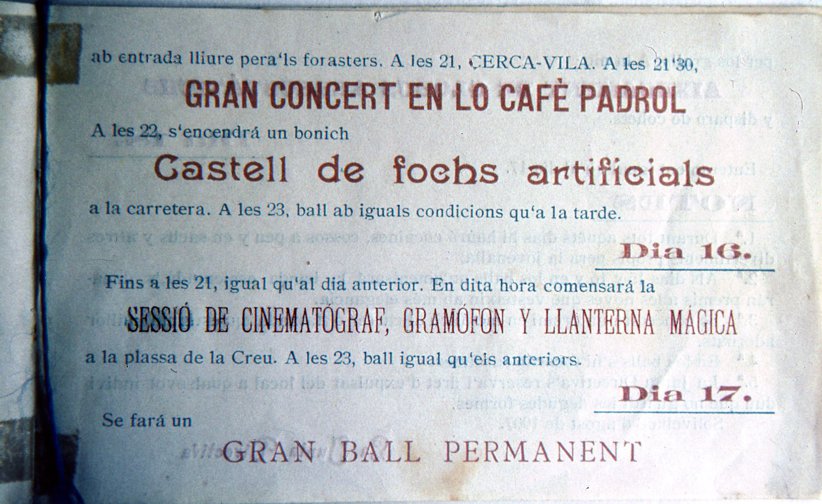 ab entrada lliure pera'ls forasters. A les 21, CERCA-VILA. A les 21'30,
GRAN CONCERT EN LO CAFÈ PADROL
A les 22, s'encendrá un bonich
Castell de fochs artificials
a la carretera. A les 23, ball ab iguals condicions qu'a la tarde.
Dia 16.
Fins a les 21, igual qu'al dia anterior. En dita hora comensará la
SESSIÓ DE CINEMATÓGRAF, GRAMÓFON Y LLANTERNA MÁGICA
a la plassa de la Creu. A les 23, ball igual qu'els anteriors.
Dia 17.
Se fará un
GRAN BALL PERMANENT